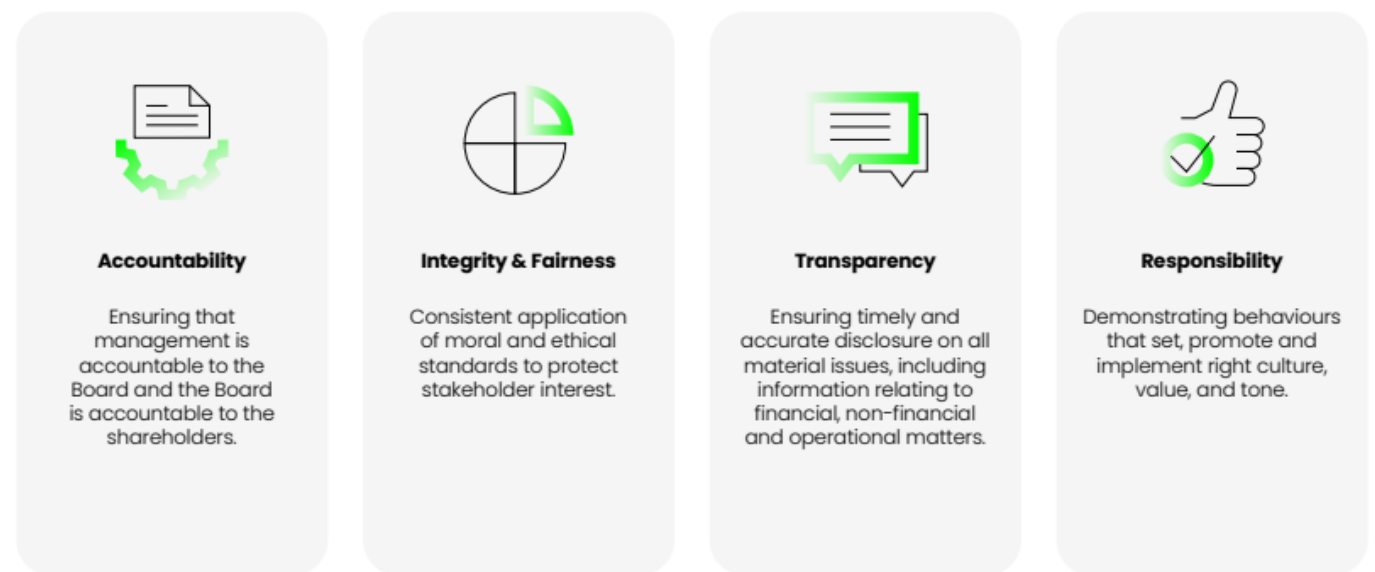 Accountability
Ensuring that
management is
accountable to the
Board and the Board
is accountable to the
shareholders.
Integrity & Fairness
Consistent application
of moral and ethical
standards to protect
stakeholder interest.
Transparency
Ensuring timely and
accurate disclosure on all
material issues, including
information relating to
financial, non-financial
and operational matters.
Responsibility
Demonstrating behaviours
that set, promote and
implement right culture,
value, and tone.